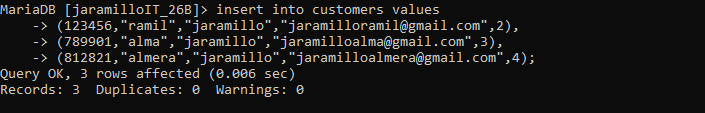 MariaDB [jaramilloIT_26B]> insert into customers values
-> (123456,"ramil","jaramillo","jaramilloramil@gmail.com",2),
-> (789901,"alma","jaramillo","jaramilloalma@gmail.com",3),
-> (812821,"almera","jaramillo","jaramilloalmera@gmail.com",4);
Query OK, 3 rows affected (0.006 sec)
Records: 3  Duplicates: 0  Warnings: 0